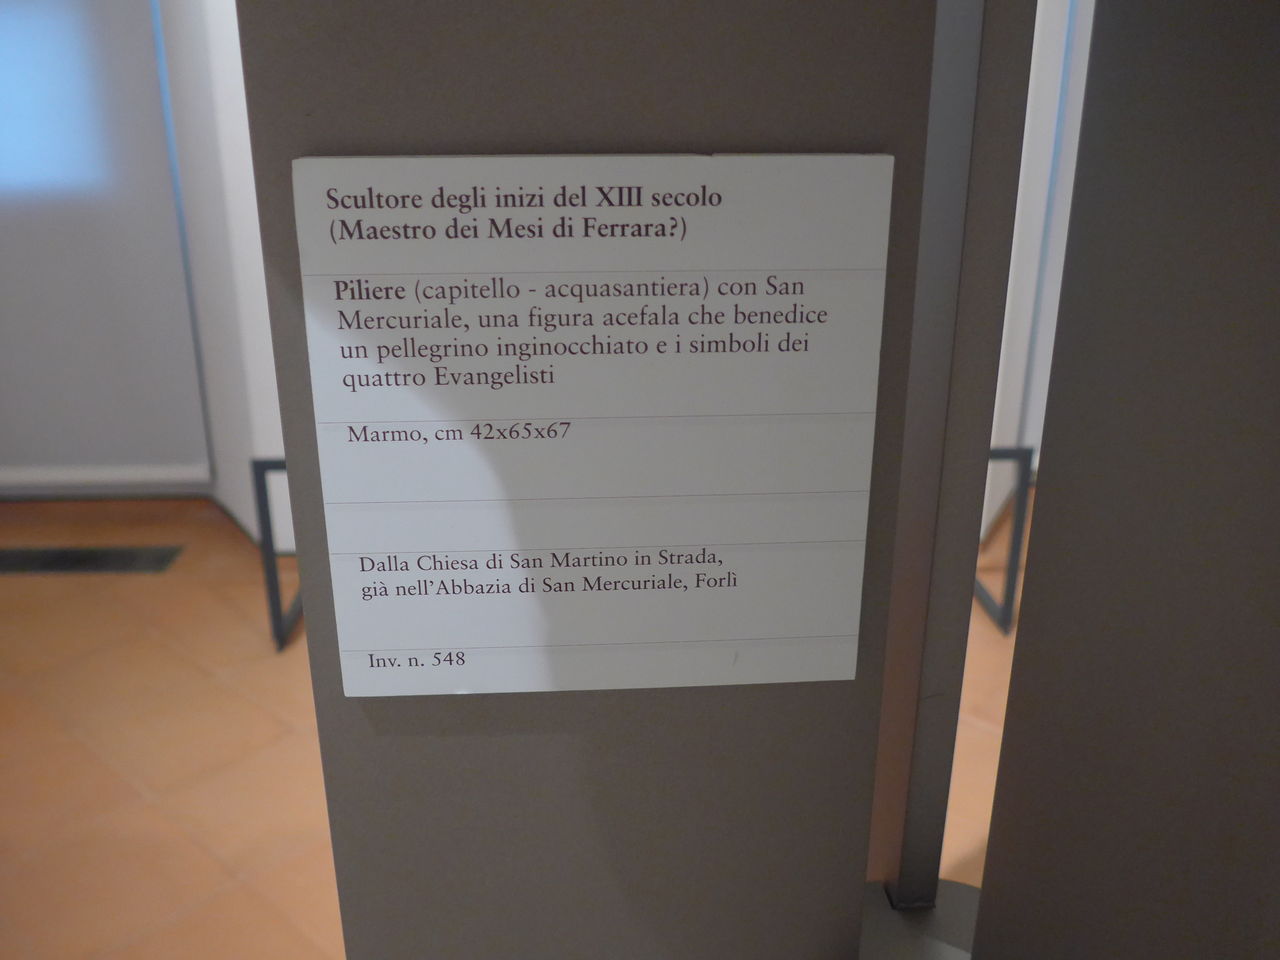 Scultore degli inizi del XIII secolo
(Maestro dei Mesi di Ferrara?)
Piliere (capitello - acquasantiera) con San
Mercuriale, una figura acefala che benedice
un pellegrino inginocchiato e i simboli dei
quattro Evangelisti
Marmo, cm 42x65x67
Dalla Chiesa di San Martino in Strada,
già nell'Abbazia di San Mercuriale, Forlì
Inv. n. 548